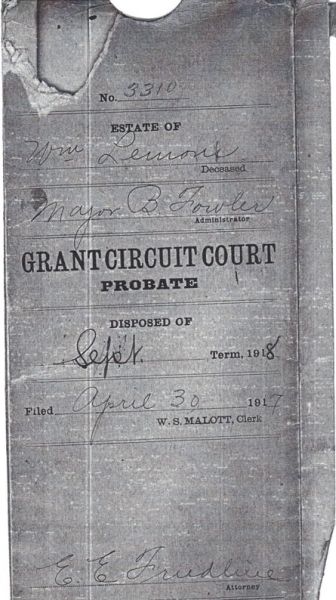 No. 3310
ESTATE OF
Wm Lemons
Deceased
Major B. Fowler
Administrator
GRANT CIRCUIT COURT
PROBATE
DISPOSED OF
Sept. Term, 1918
Filed April 30 1917
W. S. MALOTT, Clerk
E. E. Friedline
Attorney